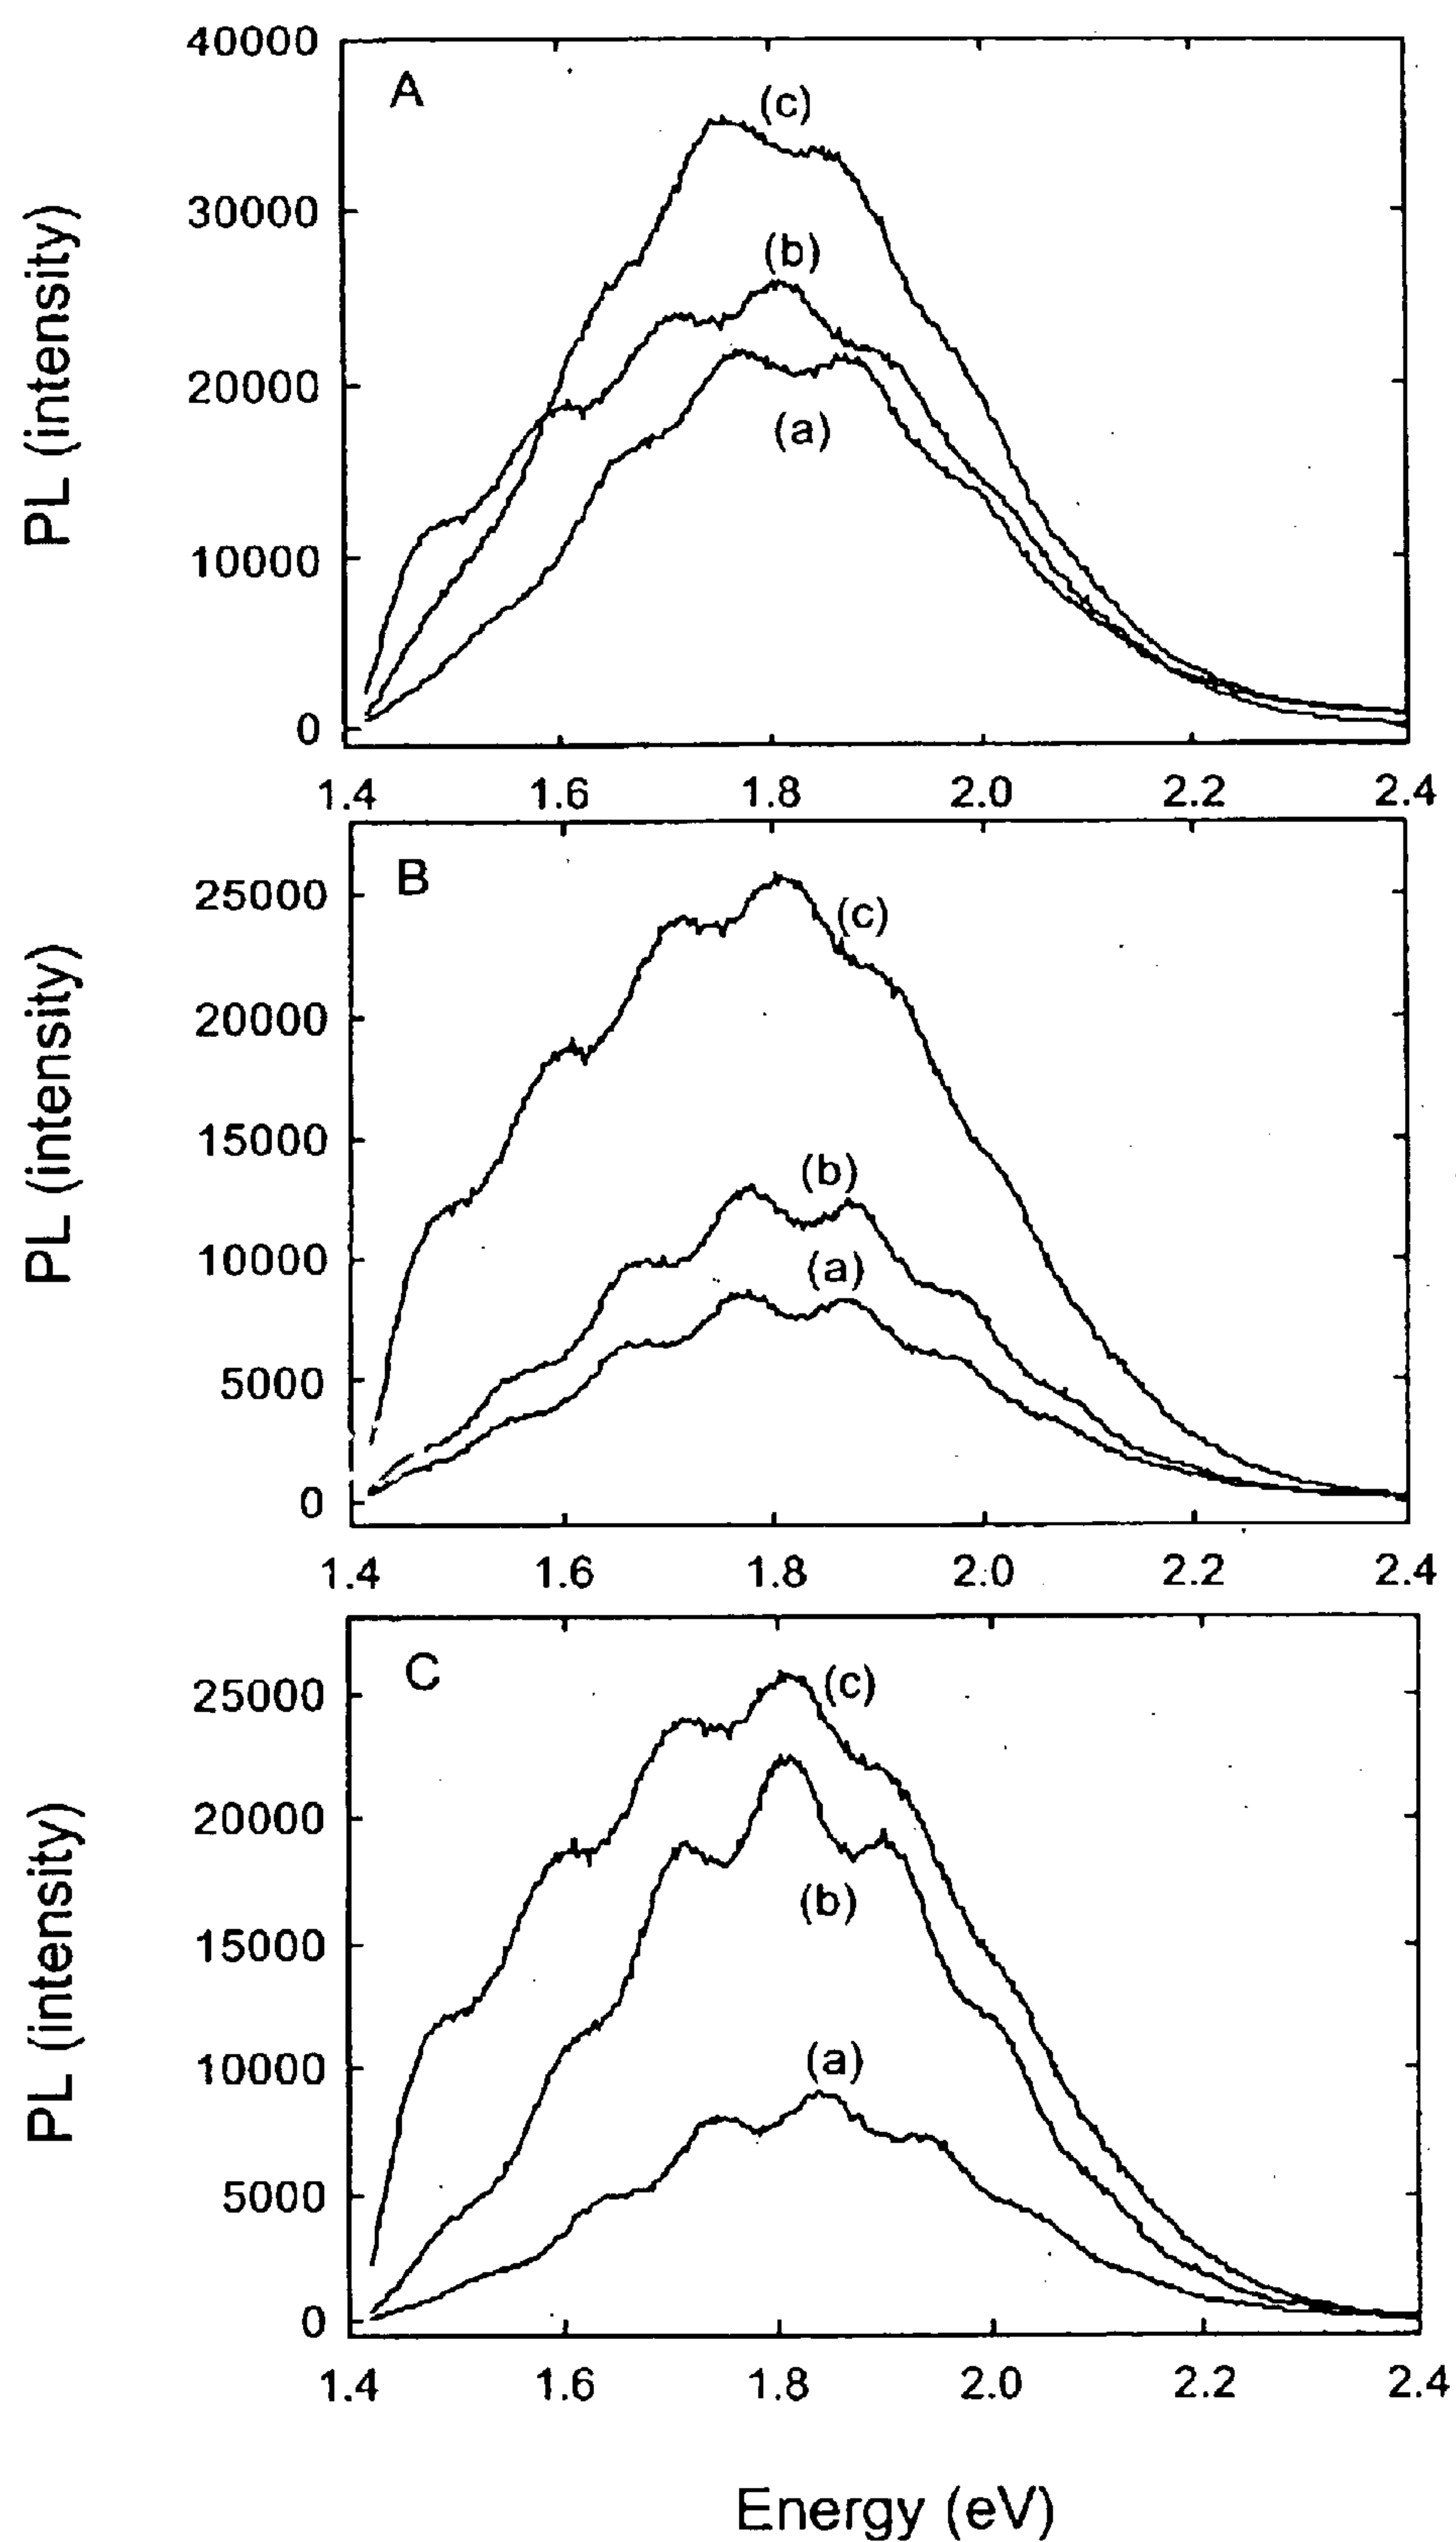 A
PL (intensity)
40000
30000
20000
10000
0
(c)
(b)
(a)
1.4 1.6 1.8 2.0 2.2 2.4
B
PL (intensity)
25000
20000
15000
10000
5000
0
(c)
(b)
(a)
1.4 1.6 1.8 2.0 2.2 2.4
C
PL (intensity)
25000
20000
15000
10000
5000
0
(c)
(b)
(a)
1.4 1.6 1.8 2.0 2.2 2.4
Energy (eV)